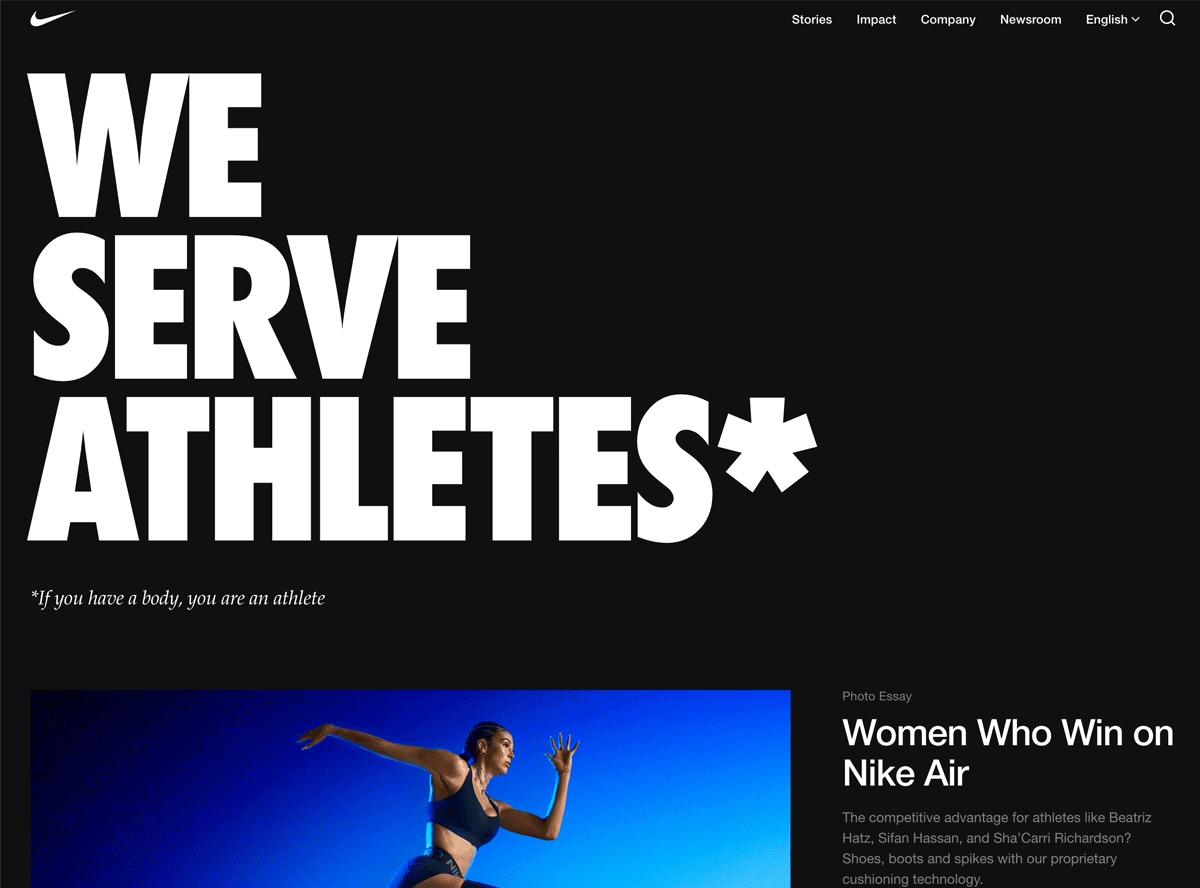 Stories Impact Company Newsroom English
WE
SERVE
ATHLETES*
*If you have a body, you are an athlete
Photo Essay
Women Who Win on
Nike Air
The competitive advantage for athletes like Beatriz
Hatz, Sifan Hassan, and Sha’Carri Richardson?
Shoes, boots and spikes with our proprietary
cushioning technology.